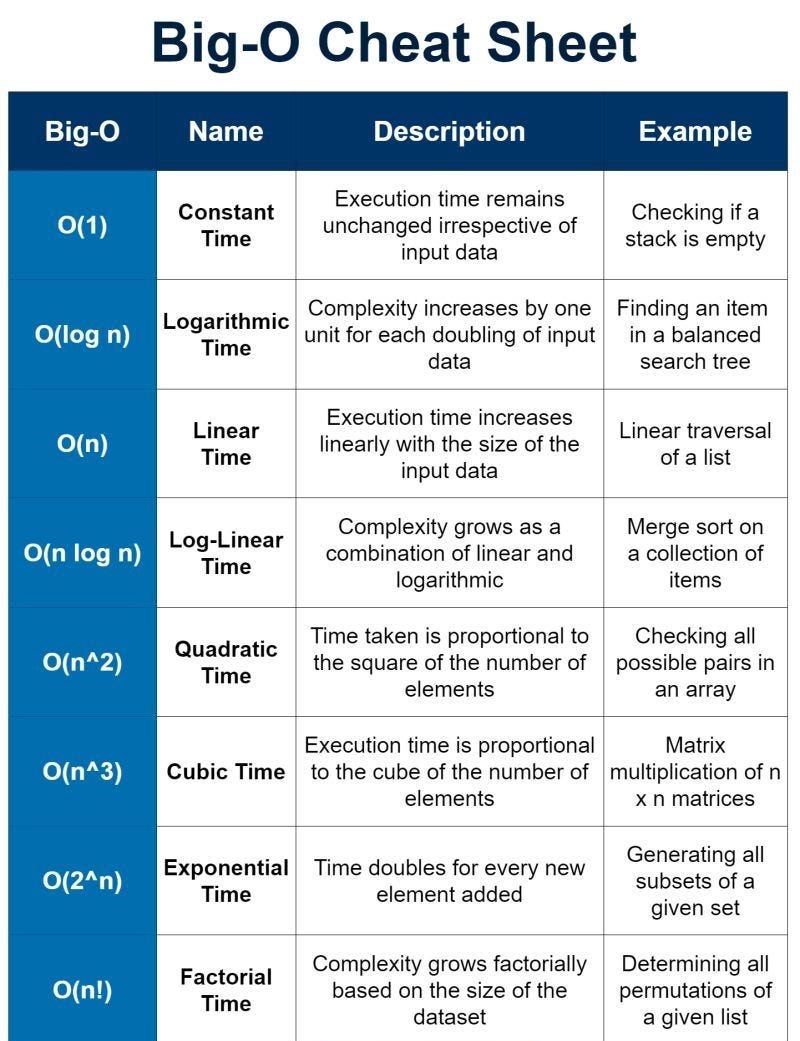 Big-O Cheat Sheet
Big-O Name Description Example
O(1)
Constant
Time
Execution time remains
unchanged irrespective of
input data
Checking if a
stack is empty
O(log n)
Logarithmic
Time
Complexity increases by one
unit for each doubling of input
data
Finding an item
in a balanced
search tree
O(n)
Linear
Time
Execution time increases
linearly with the size of the
input data
Linear traversal
of a list
O(n log n)
Log-Linear
Time
Complexity grows as a
combination of linear and
logarithmic
Merge sort on
a collection of
items
O(n^2)
Quadratic
Time
Time taken is proportional to
the square of the number of
elements
Checking all
possible pairs in
an array
O(n^3)
Cubic Time
Execution time is proportional
to the cube of the number of
elements
Matrix
multiplication of n
x n matrices
O(2^n)
Exponential
Time
Time doubles for every new
element added
Generating all
subsets of a
given set
O(n!)
Factorial
Time
Complexity grows factorially
based on the size of the
dataset
Determining all
permutations of
a given list